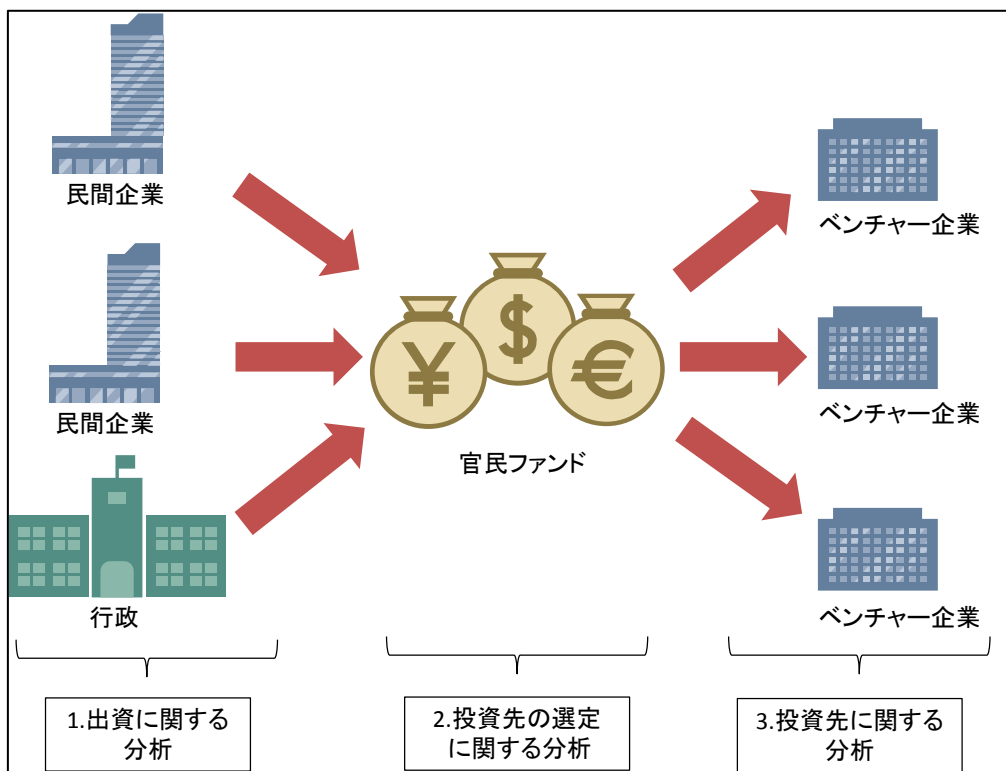 民間企業
民間企業
行政
¥
$
€
官民ファンド
ベンチャー企業
ベンチャー企業
ベンチャー企業
1.出資に関する
分析
2.投資先の選定
に関する分析
3.投資先に関する
分析